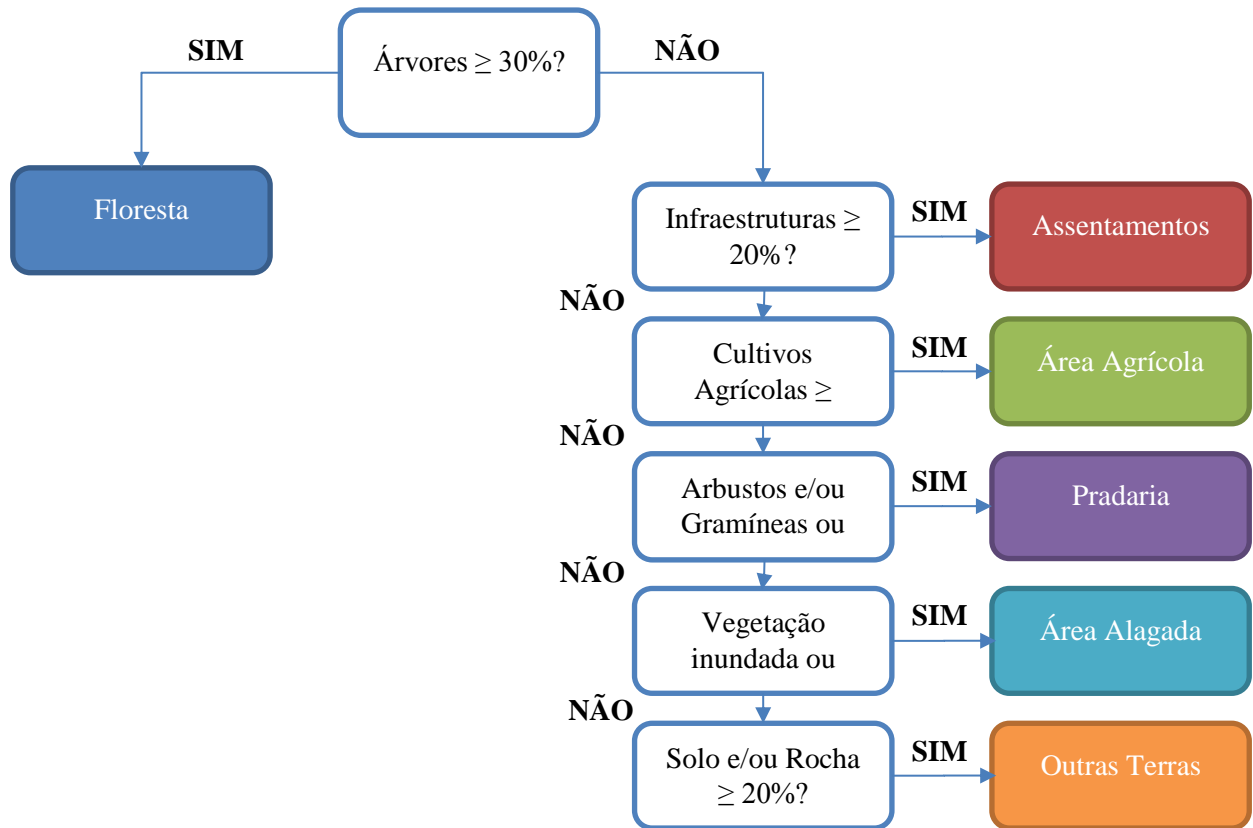 SIM
Árvores ≥ 30%?
NÃO
Floresta
Infraestruturas ≥
20%?
SIM
Assentamentos
NÃO
Cultivos
Agrícolas ≥
SIM
Área Agrícola
NÃO
Arbustos e/ou
Gramíneas ou
SIM
Pradaria
NÃO
Vegetação
inundada ou
SIM
Área Alagada
NÃO
Solo e/ou Rocha
≥ 20%?
SIM
Outras Terras